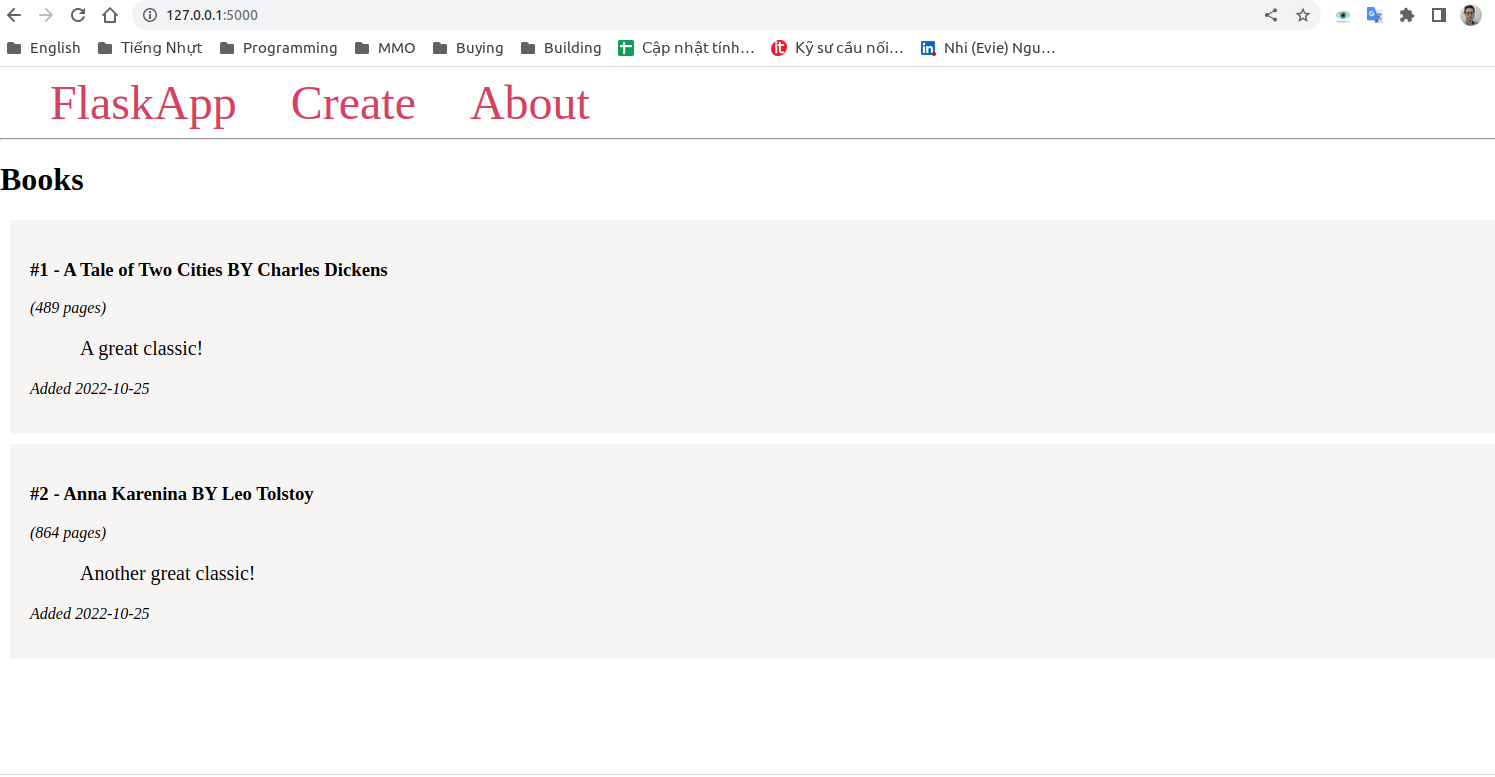 127.0.0.1:5000
English Tiếng Nhựt Programming MMO Buying Building Cập nhật tính… Kỹ sư cầu nối… Nhi (Evie) Ngu…
FlaskApp Create About
Books
#1 - A Tale of Two Cities BY Charles Dickens
(489 pages)
A great classic!
Added 2022-10-25
#2 - Anna Karenina BY Leo Tolstoy
(864 pages)
Another great classic!
Added 2022-10-25